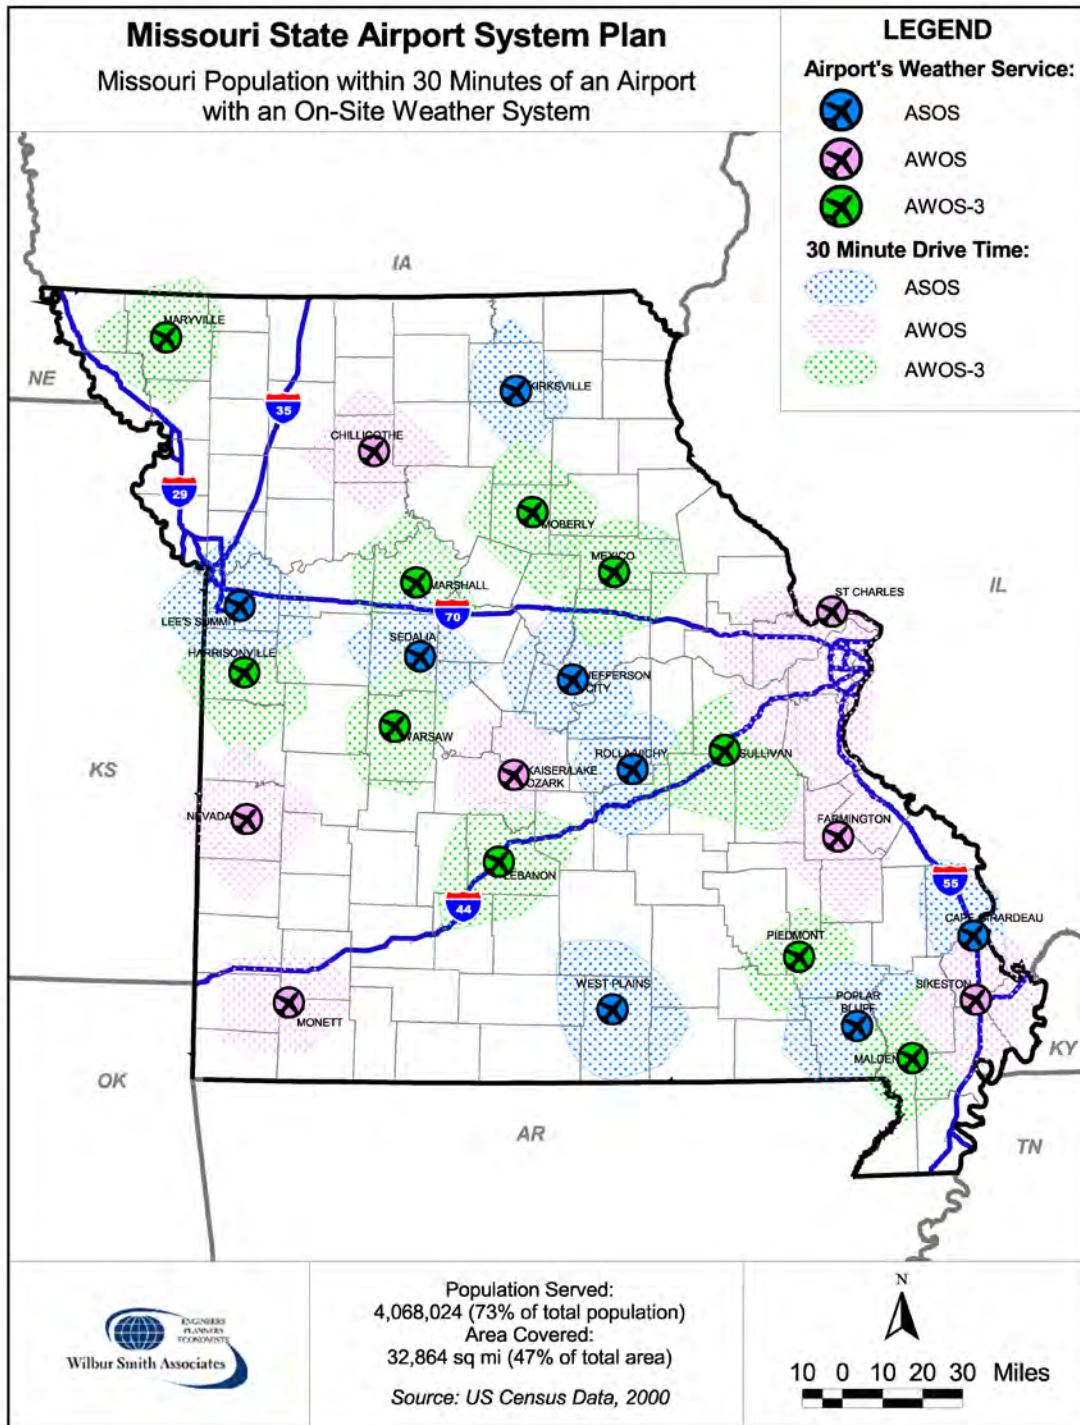 Missouri State Airport System Plan
Missouri Population within 30 Minutes of an Airport
with an On-Site Weather System
LEGEND
Airport's Weather Service:
ASOS
AWOS
AWOS-3
30 Minute Drive Time:
ASOS
AWOS
AWOS-3
IA
MARYVILLE
NE
KIRKSVILLE
35
CHILLICOTHE
29
MOBERLY
MEXICO
MARSHALL
IL
ST CHARLES
70
LEE'S SUMMIT
SEDALIA
HARRISONVILLE
JEFFERSON
CITY
WARSAW
ROLLA/VICHY
SULLIVAN
KS
KAISER/LAKE
OZARK
NEVADA
FARMINGTON
LEBANON
55
44
CAPE GIRARDEAU
PIEDMONT
WEST PLAINS
SIKESTON
POPLAR
BLUFF
MONETT
MALDEN
KY
OK
AR
TN
ENGINEERS
PLANNERS
ECONOMISTS
Wilbur Smith Associates
Population Served:
4,068,024 (73% of total population)
Area Covered:
32,864 sq mi (47% of total area)
Source: US Census Data, 2000
N
10 0 10 20 30 Miles